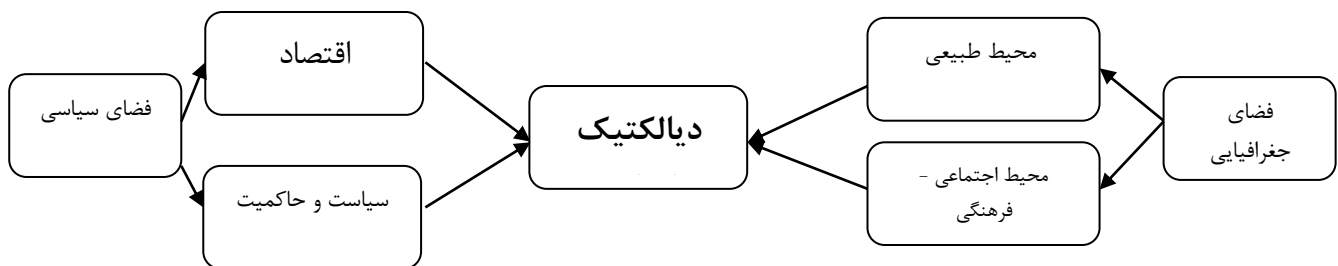 فضای
جغرافیایی
محیط طبیعی
محیط اجتماعی -
فرهنگی
دیالکتیک
اقتصاد
سیاست و حاکمیت
فضای سیاسی